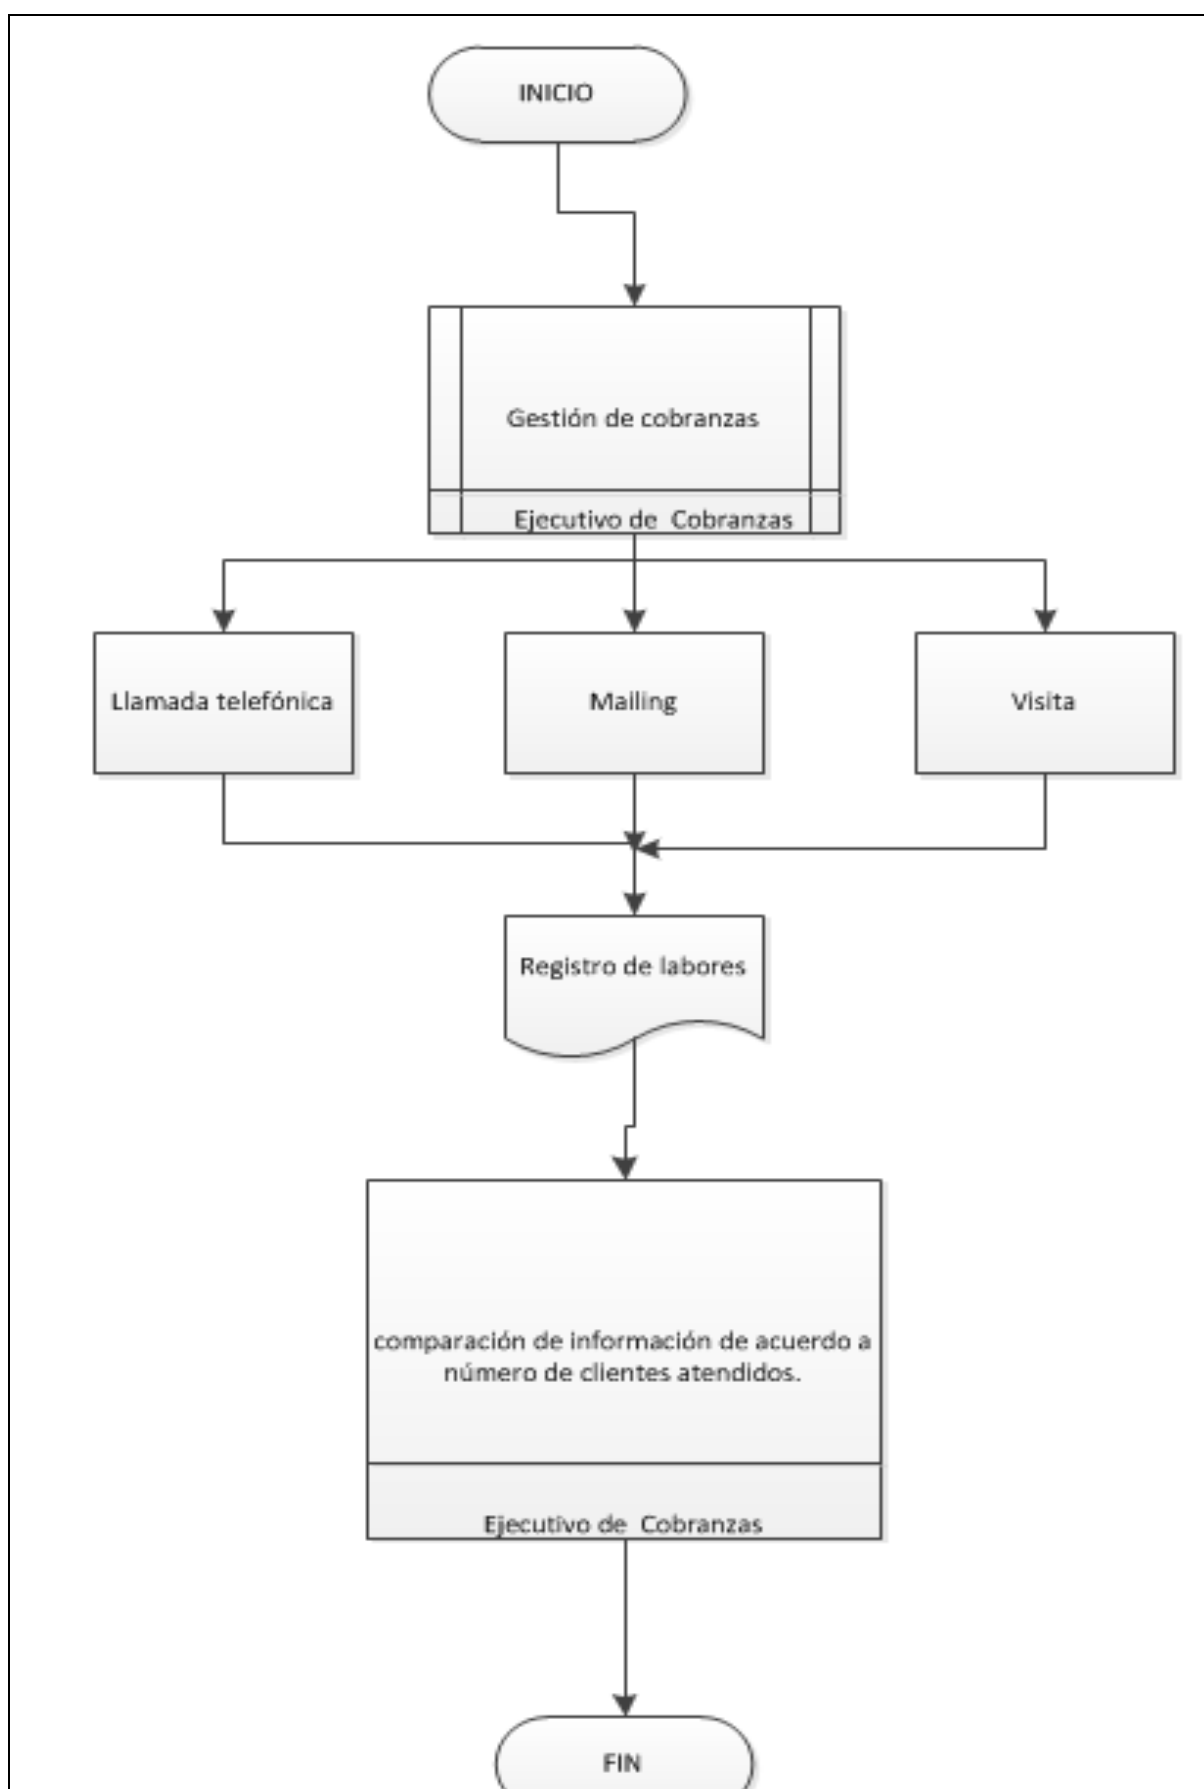 INICIO
Gestión de cobranzas
Ejecutivo de Cobranzas
Llamada telefónica
Mailing
Visita
Registro de labores
comparación de información de acuerdo a
número de clientes atendidos.
Ejecutivo de Cobranzas
FIN